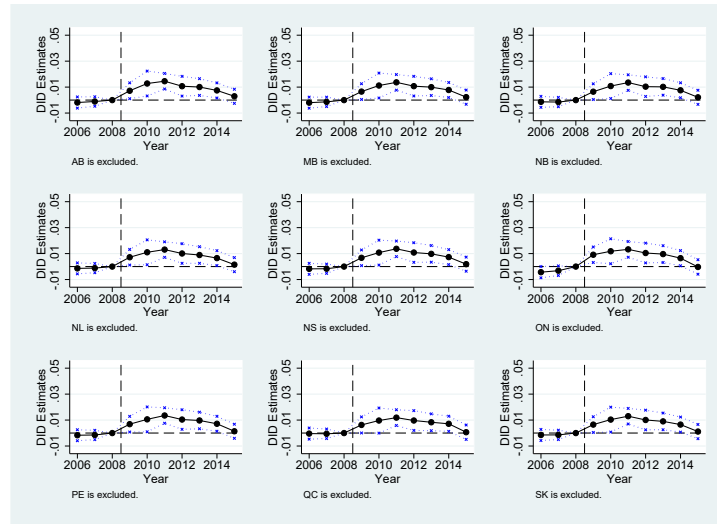 DID Estimates
-.01 .01 .03 .05
2006 2008 2010 2012 2014
Year
AB is excluded.
DID Estimates
-.01 .01 .03 .05
2006 2008 2010 2012 2014
Year
MB is excluded.
DID Estimates
-.01 .01 .03 .05
2006 2008 2010 2012 2014
Year
NB is excluded.
DID Estimates
-.01 .01 .03 .05
2006 2008 2010 2012 2014
Year
NL is excluded.
DID Estimates
-.01 .01 .03 .05
2006 2008 2010 2012 2014
Year
NS is excluded.
DID Estimates
-.01 .01 .03 .05
2006 2008 2010 2012 2014
Year
ON is excluded.
DID Estimates
-.01 .01 .03 .05
2006 2008 2010 2012 2014
Year
PE is excluded.
DID Estimates
-.01 .01 .03 .05
2006 2008 2010 2012 2014
Year
QC is excluded.
DID Estimates
-.01 .01 .03 .05
2006 2008 2010 2012 2014
Year
SK is excluded.